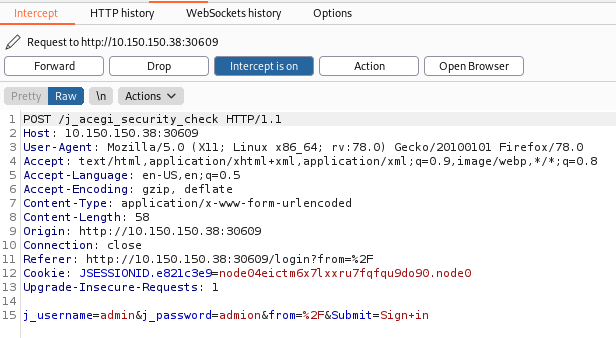 Intercept HTTP history WebSockets history Options
Request to http://10.150.150.38:30609
Forward Drop Intercept is on Action Open Browser
Pretty Raw \n Actions
1 POST /j_acegi_security_check HTTP/1.1
2 Host: 10.150.150.38:30609
3 User-Agent: Mozilla/5.0 (X11; Linux x86_64; rv:78.0) Gecko/20100101 Firefox/78.0
4 Accept: text/html,application/xhtml+xml,application/xml;q=0.9,image/webp,*/*;q=0.8
5 Accept-Language: en-US,en;q=0.5
6 Accept-Encoding: gzip, deflate
7 Content-Type: application/x-www-form-urlencoded
8 Content-Length: 58
9 Origin: http://10.150.150.38:30609
10 Connection: close
11 Referer: http://10.150.150.38:30609/login?from=%2F
12 Cookie: JSESSIONID.e821c3e9=node04eictm6x7lxxru7fqfqu9do90.node0
13 Upgrade-Insecure-Requests: 1
14
15 j_username=admin&j_password=admion&from=%2F&Submit=Sign+in